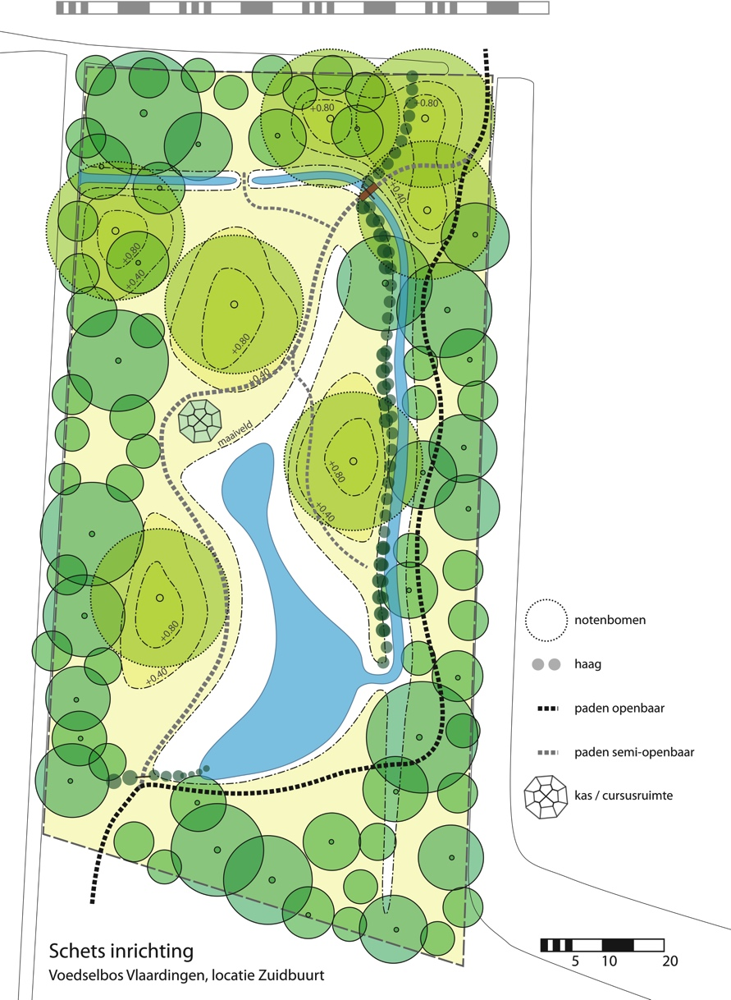 +0.80
+0.80
+0.40
+0.80
+0.40
+0.80
+0.40
maaiveld
+0.80
+0.40
+0.80
+0.40
notenbomen
haag
paden openbaar
paden semi-openbaar
kas / cursusruimte
Schets inrichting
Voedselbos Vlaardingen, locatie Zuidbuurt
5 10 20